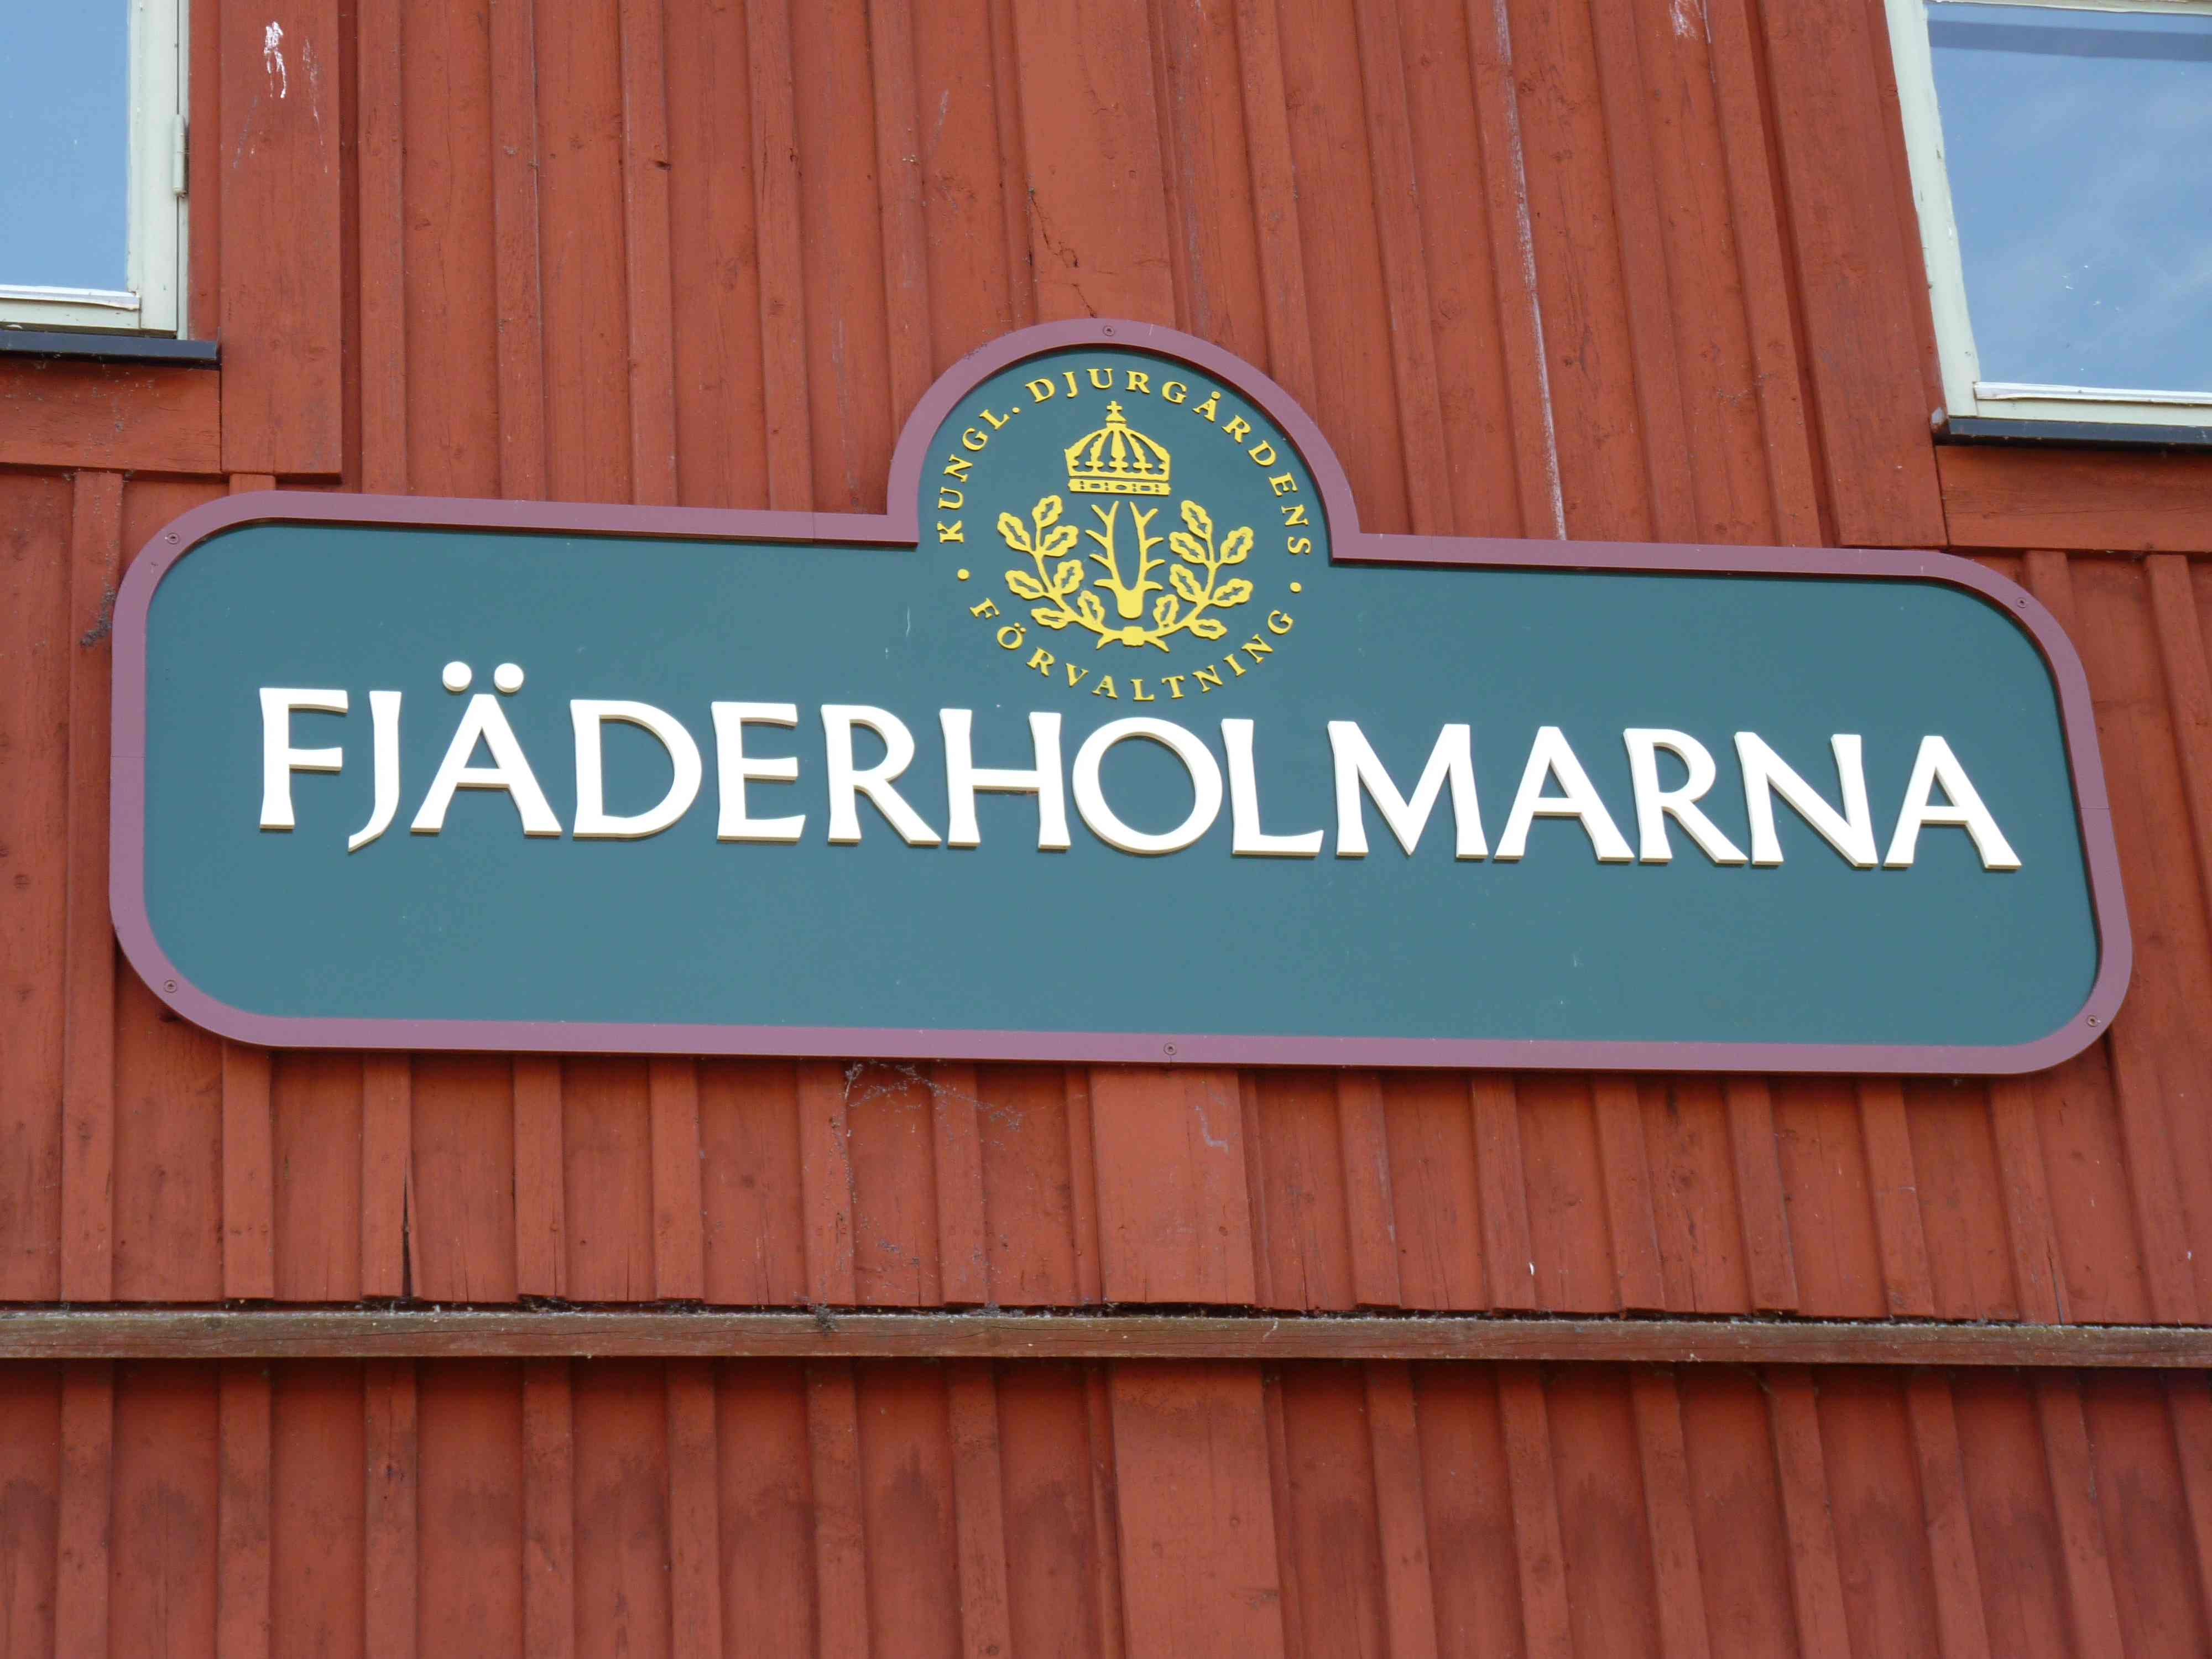 KUNGL. DJURGÅRDENS
• FÖRVALTNING •
FJÄDERHOLMARNA